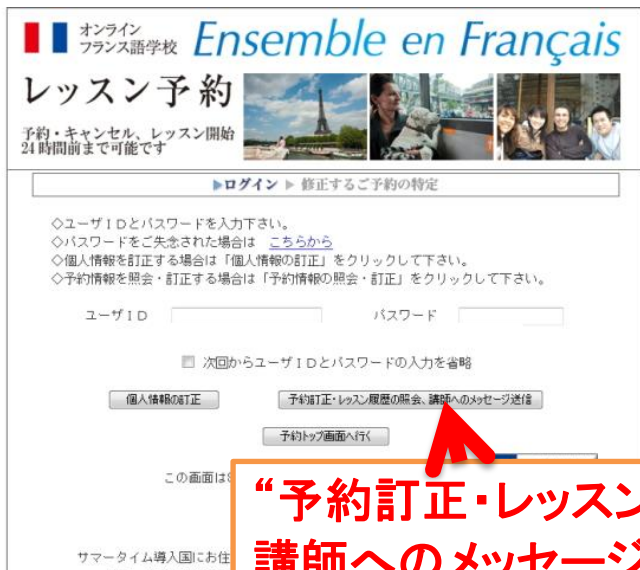 オンライン
フランス語学校 Ensemble en Français
レッスン予約
予約・キャンセル、レッスン開始
24時間前まで可能です
▶ログイン ▶ 修正するご予約の特定
◇ユーザIDとパスワードを入力下さい。
◇パスワードをご失念された場合は こちらから
◇個人情報を訂正する場合は「個人情報の訂正」をクリックして下さい。
◇予約情報を照会・訂正する場合は「予約情報の照会・訂正」をクリックして下さい。
ユーザID パスワード
次回からユーザIDとパスワードの入力を省略
個人情報の訂正 予約訂正・レッスン履歴の照会、講師へのメッセージ送信
予約トップ画面へ行く
この画面は
“予約訂正・レッスン
サマータイム導入国にお住
講師へのメッセージ